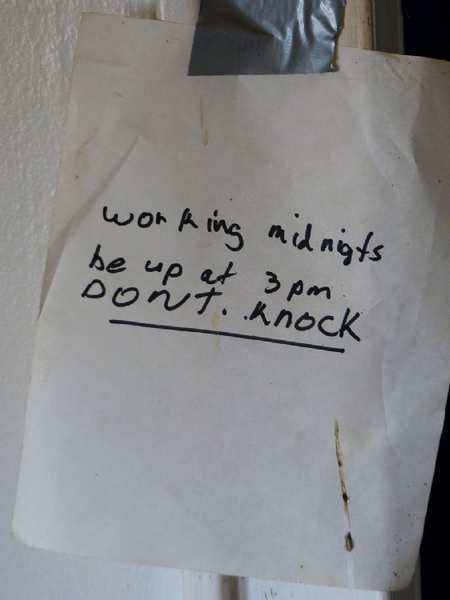 working midnigts
be up at 3pm
DONT. KNOCK